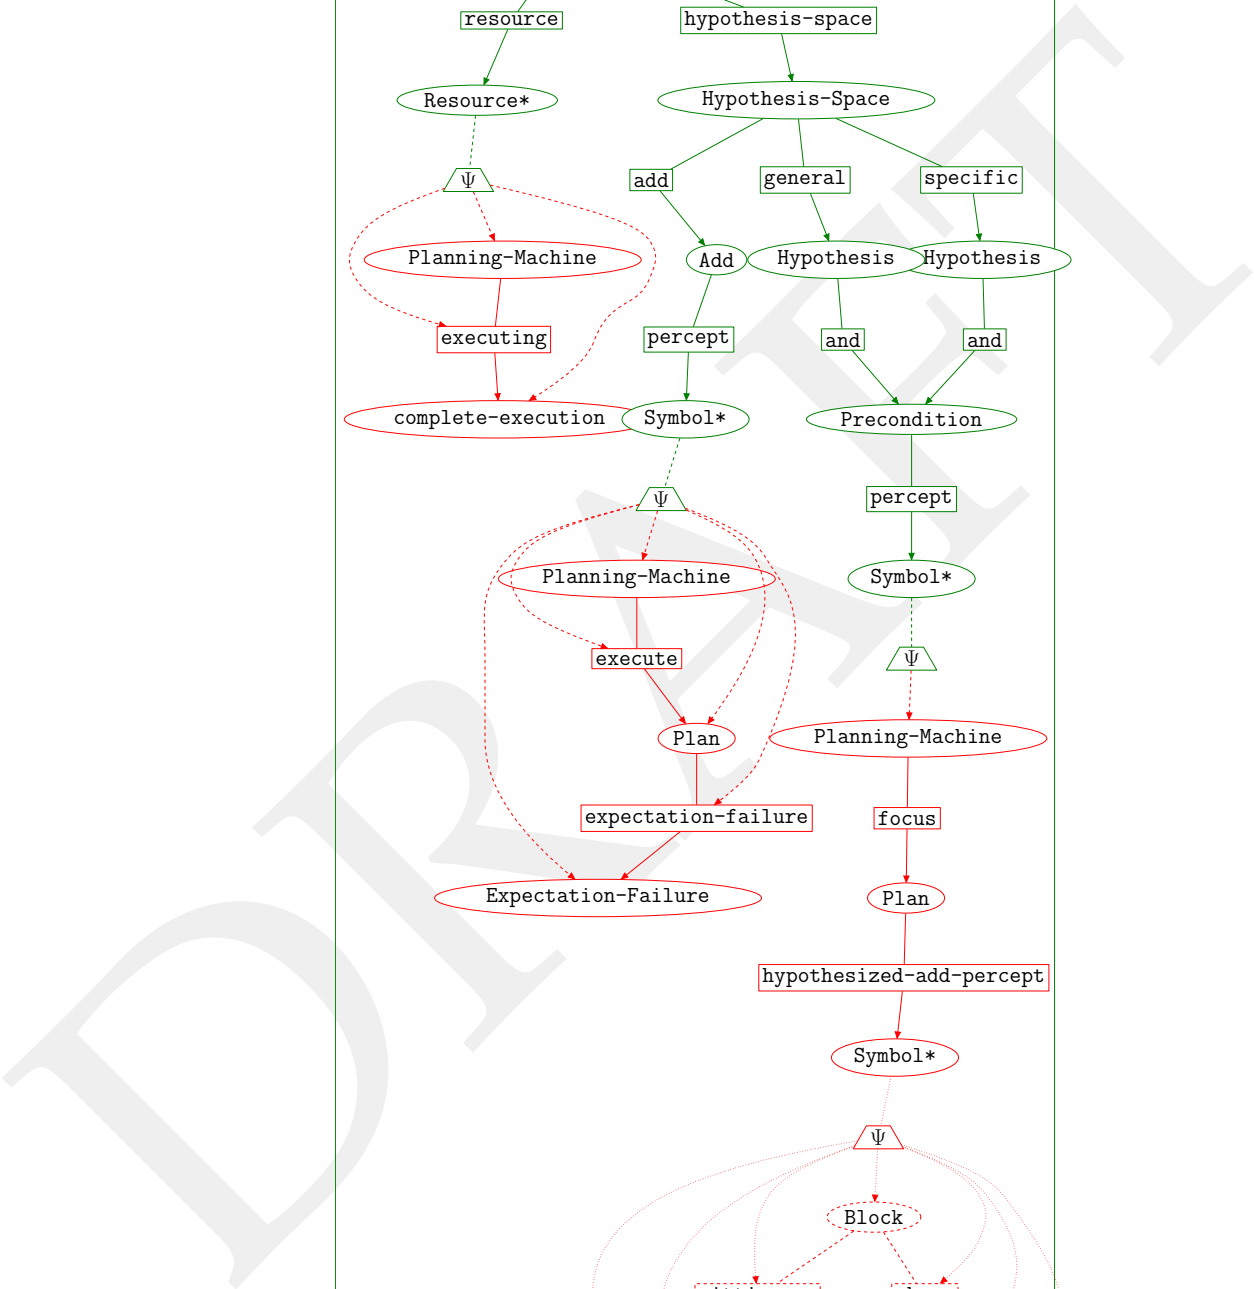 resource
hypothesis-space
Resource*
Hypothesis-Space
Ψ
add
general
specific
Planning-Machine
Add
Hypothesis
Hypothesis
executing
percept
and
and
complete-execution
Symbol*
Precondition
Ψ
percept
Planning-Machine
Symbol*
execute
Ψ
Plan
Planning-Machine
expectation-failure
focus
Expectation-Failure
Plan
hypothesized-add-percept
Symbol*
Ψ
Block
DRAFT